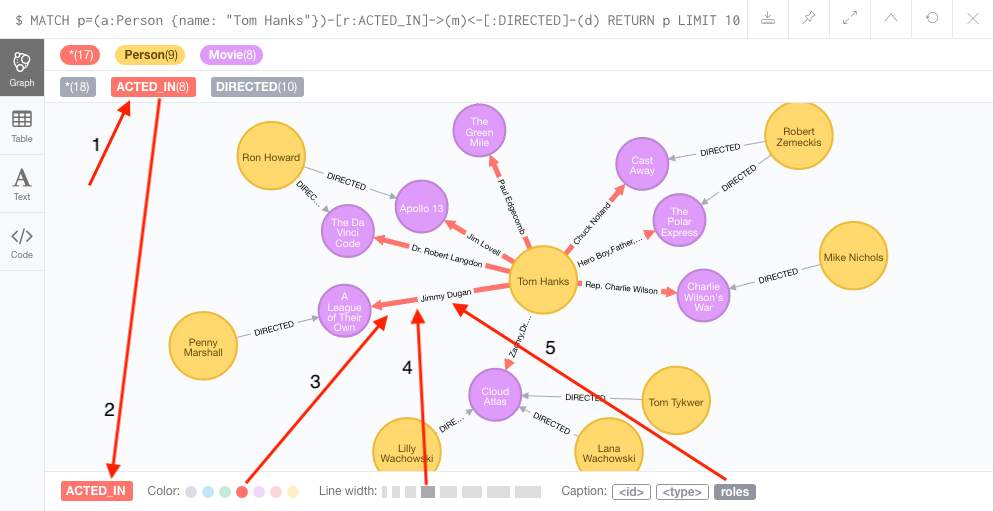 $ MATCH p=(a:Person {name: "Tom Hanks"})-[r:ACTED_IN]->(m)<-[:DIRECTED]-(d) RETURN p LIMIT 10
*(17) Person(9) Movie(8)
*(18) ACTED_IN(8) DIRECTED(10)
Graph
Table
Text
Code
The
Green
Mile
Robert
Zemeckis
Ron Howard
Cast
Away
DIRECTED
DIRECTED
DIRECTED
DIREC...
1
Paul Edgecomb
Apollo 13
Chuck Noland
The
Polar
Express
The Da
Vinci
Code
Jim Lovell
Dr. Robert Langdon
Hero Boy,Father,...
Mike Nichols
Tom Hanks
DIRECTED
Rep. Charlie Wilson
Charlie
Wilson's
War
A
League
of Their
Own
Jimmy Dugan
DIRECTED
Penny
Marshall
Zachry,Dr....
5
4
3
2
Cloud
Atlas
DIRECTED
Tom Tykwer
DIRE...
DIRECTED
Lilly
Wachowski
Lana
Wachowski
ACTED_IN Color: Line width: Caption: <id> <type> roles